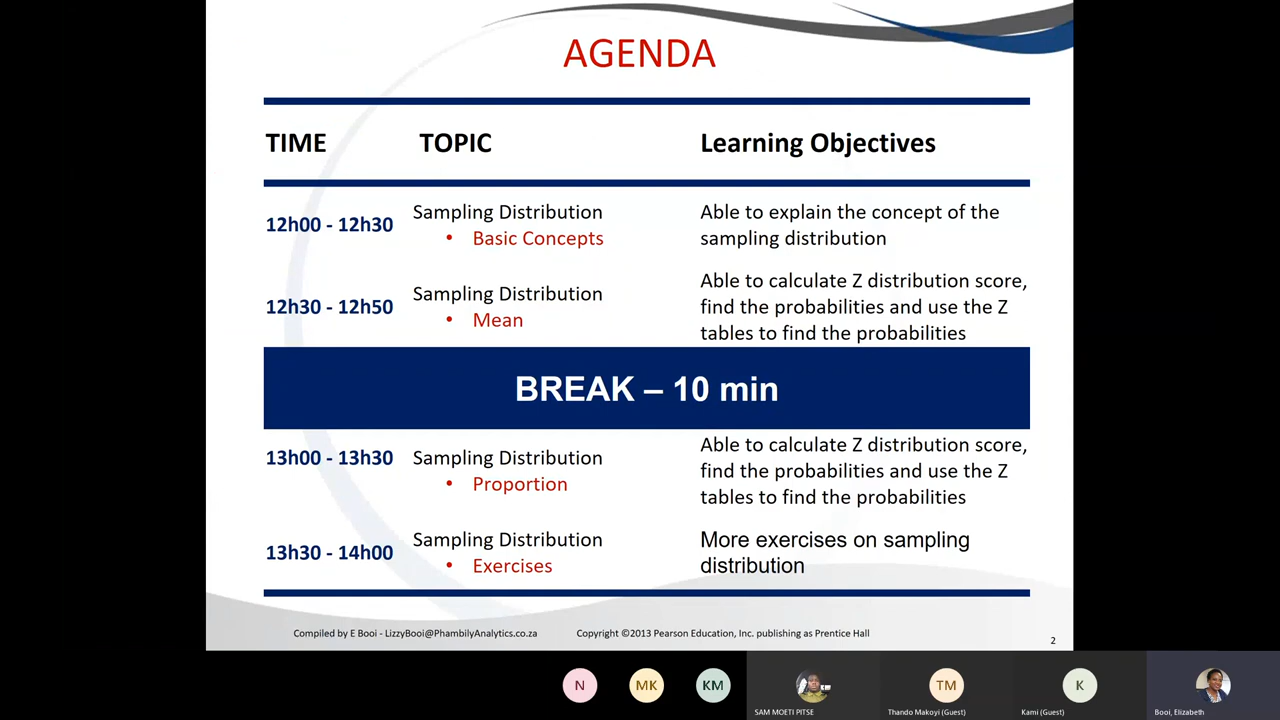 AGENDA
TIME TOPIC Learning Objectives
12h00 - 12h30
Sampling Distribution
• Basic Concepts
Able to explain the concept of the
sampling distribution
12h30 - 12h50
Sampling Distribution
• Mean
Able to calculate Z distribution score,
find the probabilities and use the Z
tables to find the probabilities
BREAK – 10 min
13h00 - 13h30
Sampling Distribution
• Proportion
Able to calculate Z distribution score,
find the probabilities and use the Z
tables to find the probabilities
13h30 - 14h00
Sampling Distribution
• Exercises
More exercises on sampling
distribution
Compiled by E Booi - LizzyBooi@PhambilyAnalytics.co.za
Copyright ©2013 Pearson Education, Inc. publishing as Prentice Hall
2
N
MK
KM
SAM MOETI PITSE
TM
Thando Makoyi (Guest)
K
Kami (Guest)
Booi, Elizabeth